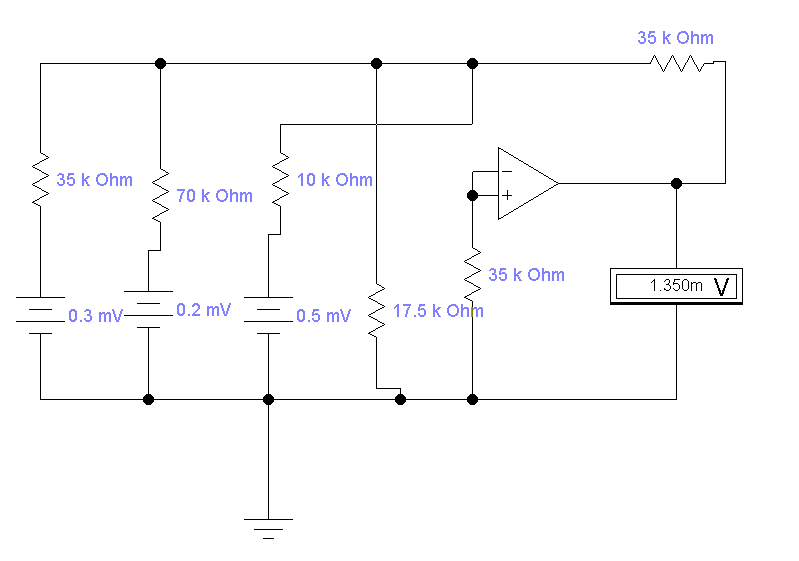 35 k Ohm
35 k Ohm
70 k Ohm
10 k Ohm
−
+
35 k Ohm
1.350m V
0.3 mV
0.2 mV
0.5 mV
17.5 k Ohm